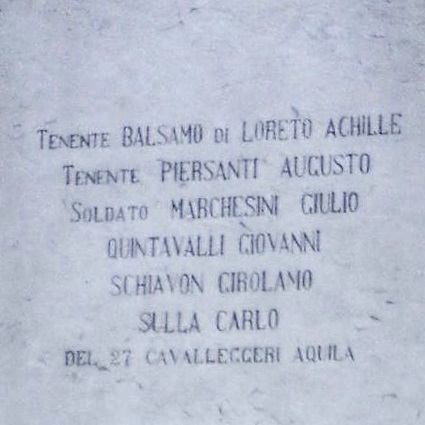 TENENTE BALSAMO DI LORETO ACHILLE
TENENTE PIERSANTI AUGUSTO
SOLDATO MARCHESINI GIULIO
QUINTAVALLI GIOVANNI
SCHIAVON GIROLAMO
SULLA CARLO
DEL 27 CAVALLEGGERI AQUILA